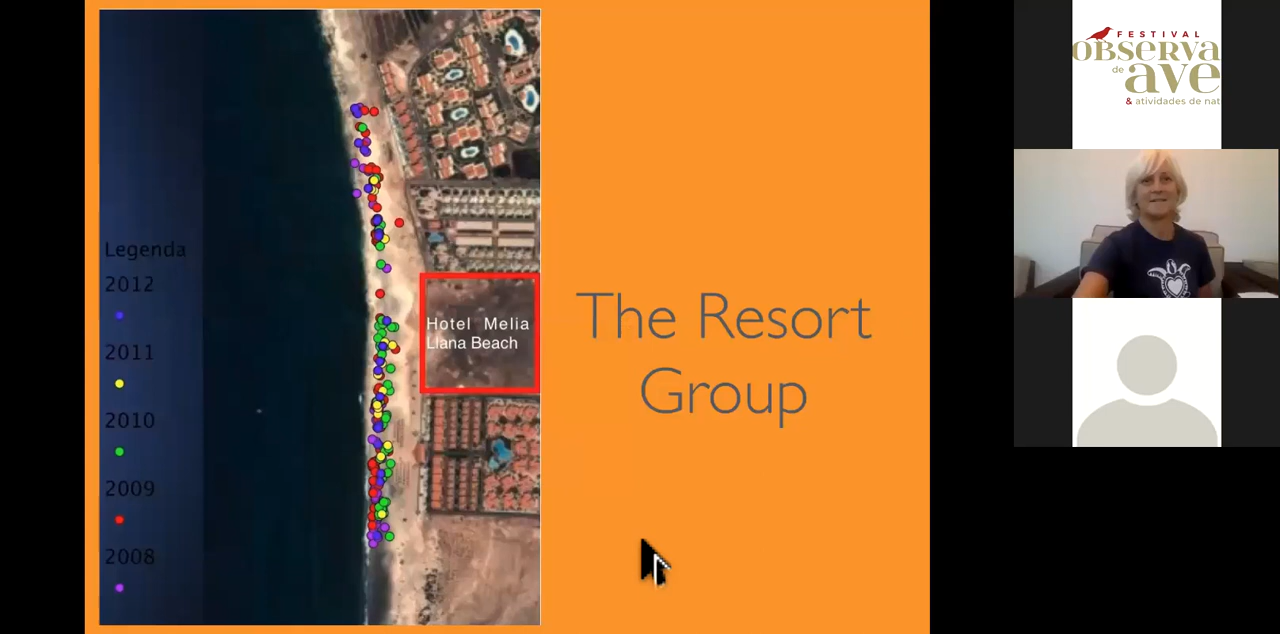 Legenda
2012
2011
2010
2009
2008
Hotel Melia
Llana Beach
The Resort
Group
FESTIVAL
OBSERVA
de ave
& atividades de nat